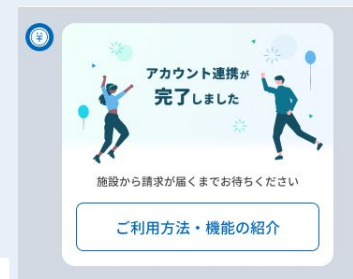 アカウント連携が
完了しました
施設から請求が届くまでお待ちください
ご利用方法・機能の紹介